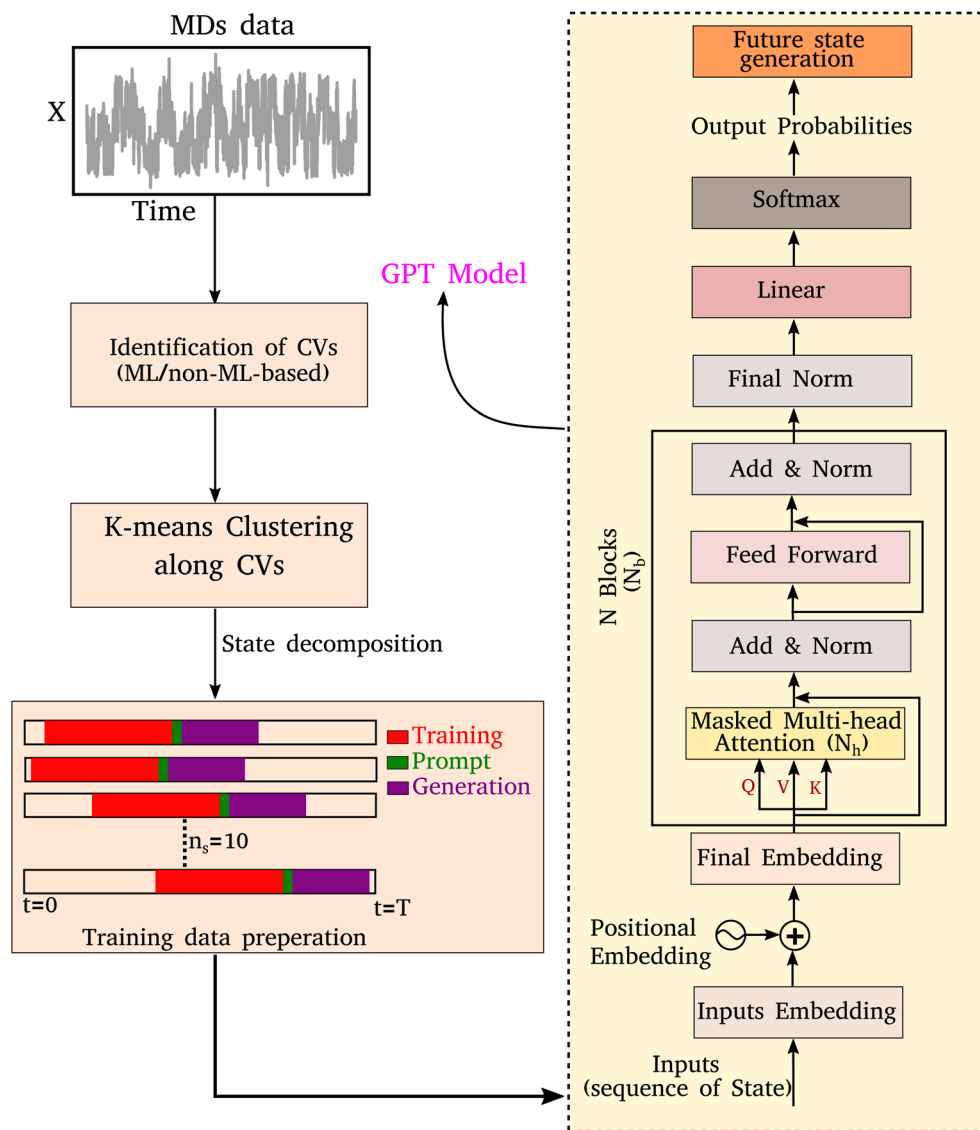 MDs data
X
Time
Identification of CVs
(ML/non-ML-based)
K-means Clustering
along CVs
State decomposition
Training
Prompt
Generation
nₛ=10
t=0
t=T
Training data preperation
GPT Model
Future state
generation
Output Probabilities
Softmax
Linear
Final Norm
Add & Norm
Feed Forward
Add & Norm
N Blocks
(N_b)
Masked Multi-head
Attention (Nₕ)
Q
V
K
Final Embedding
Positional
Embedding
Inputs Embedding
Inputs
(sequence of State)